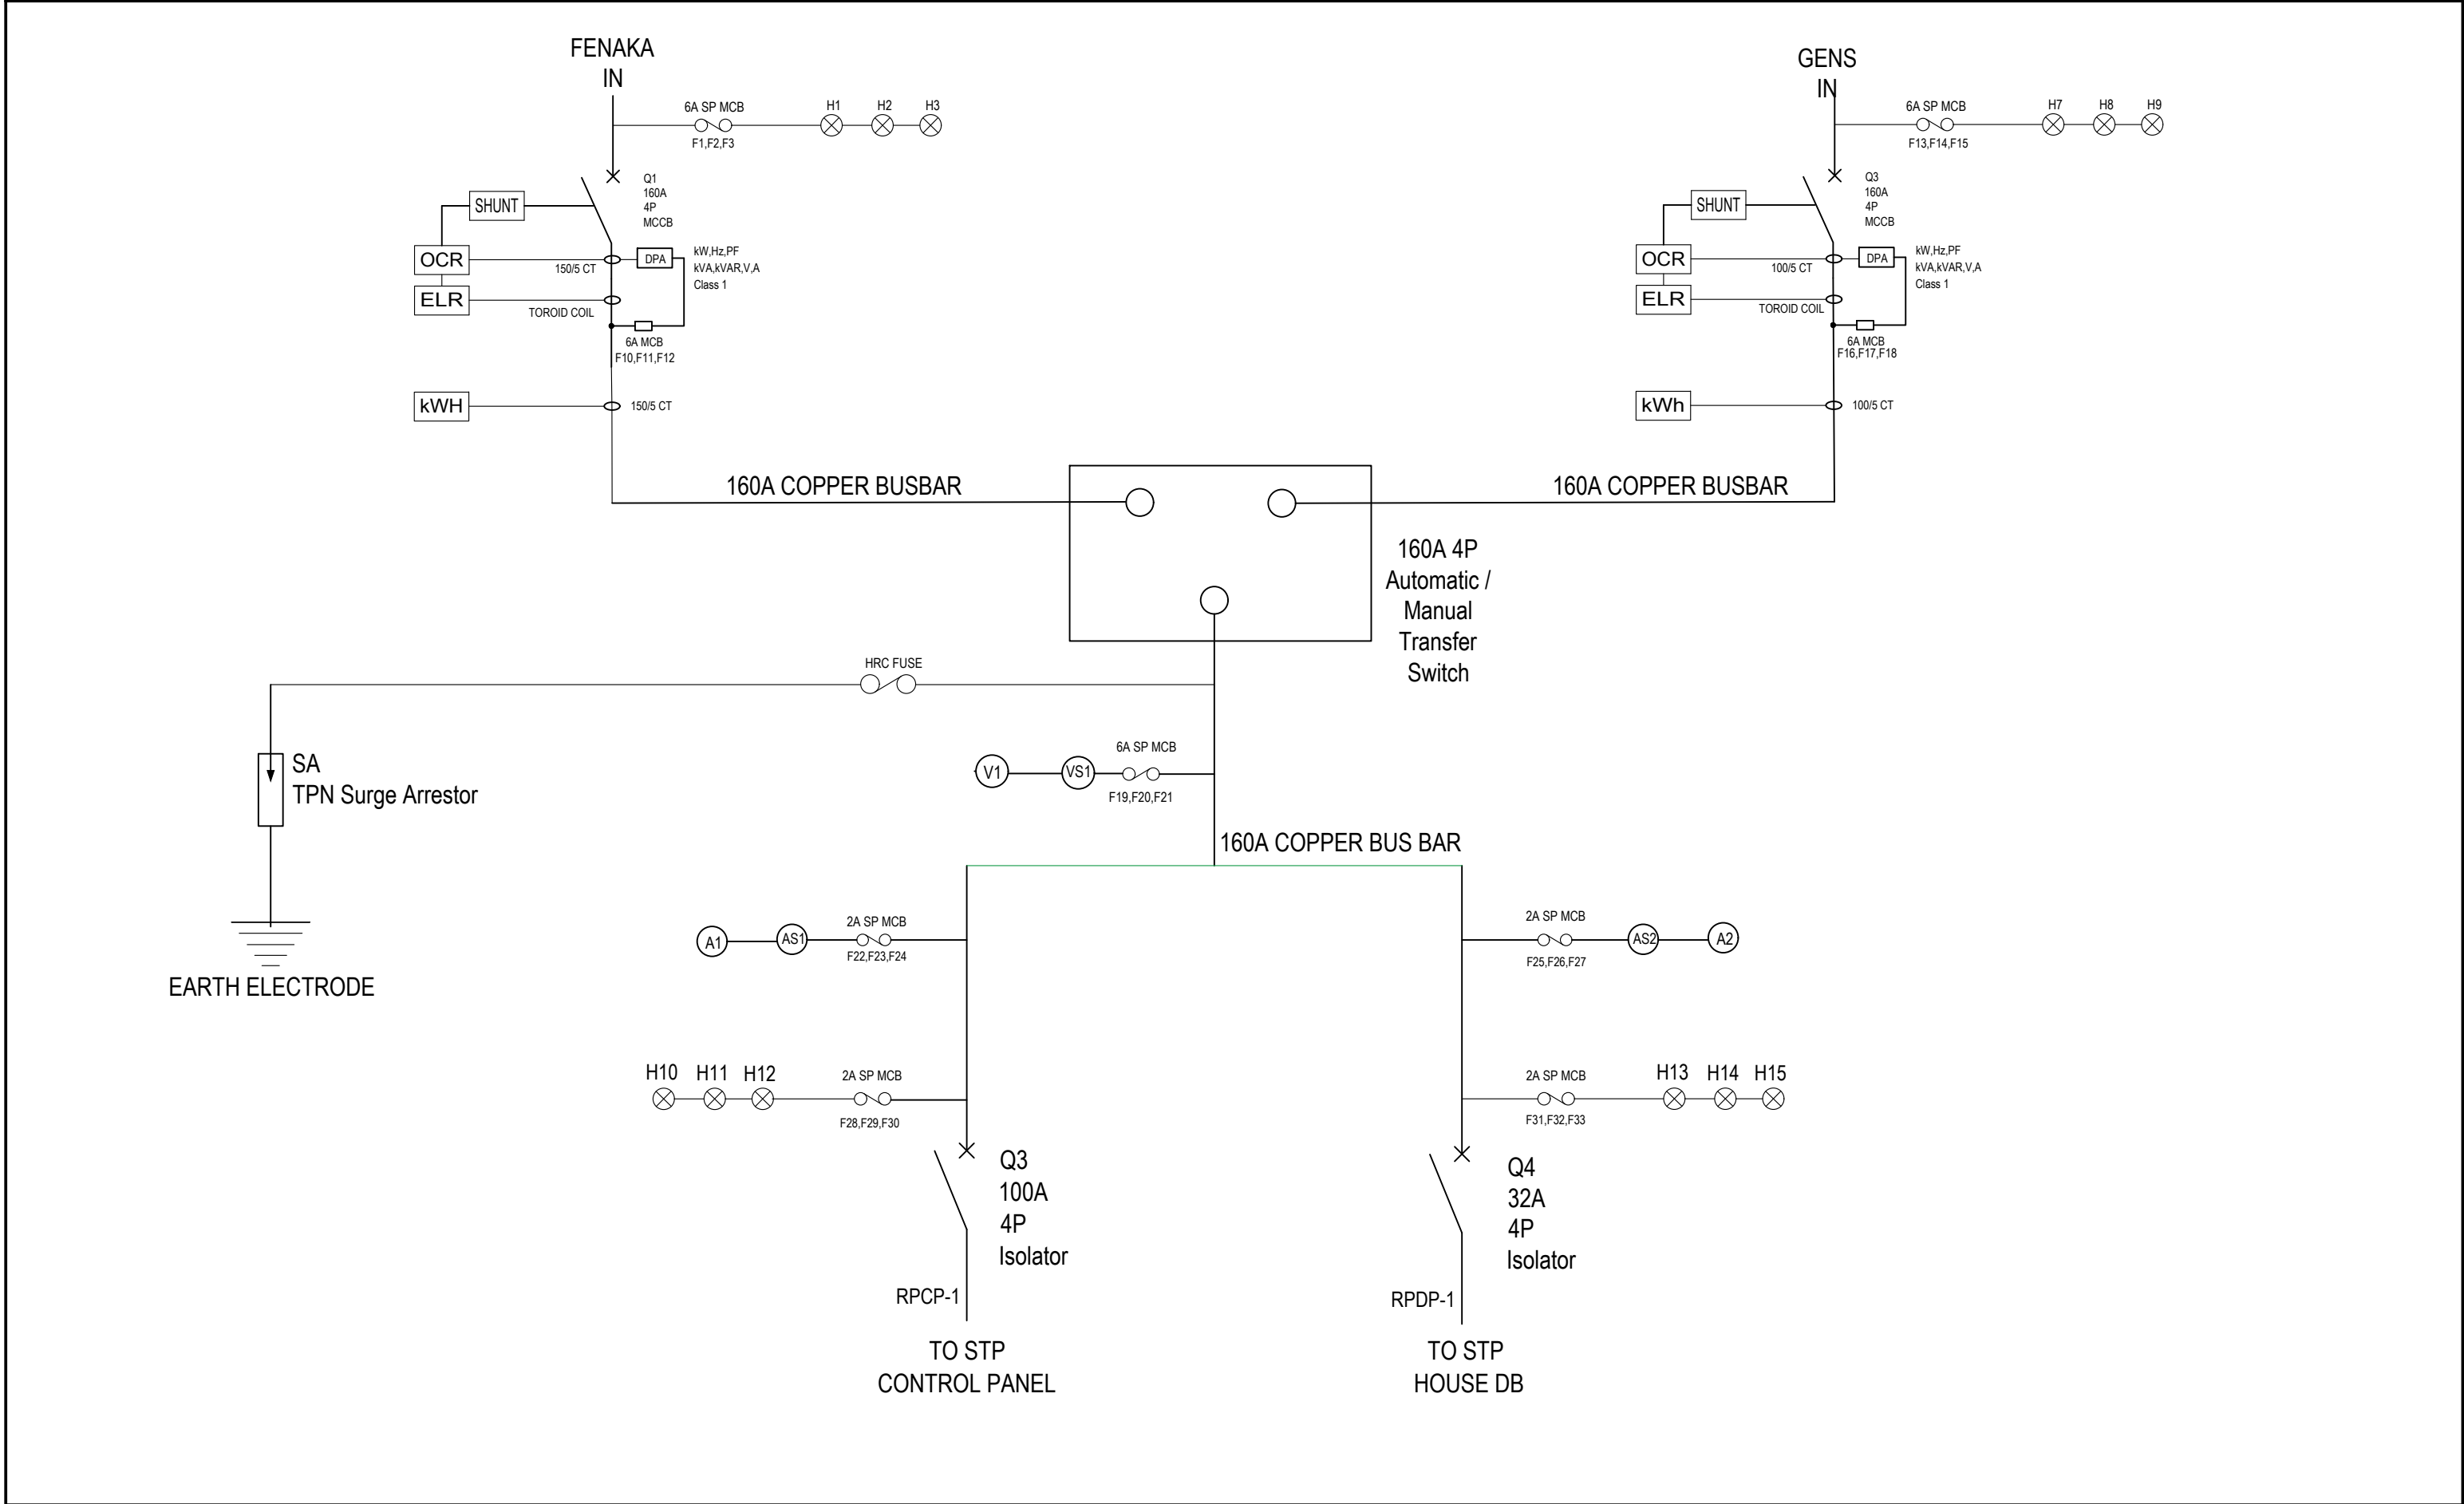 FENAKA
IN
6A SP MCB
F1,F2,F3
H1
H2
H3
Q1
160A
4P
MCCB
SHUNT
OCR
ELR
150/5 CT
TOROID COIL
DPA
kW,Hz,PF
kVA,kVAR,V,A
Class 1
6A MCB
F10,F11,F12
kWH
150/5 CT
160A COPPER BUSBAR
GENS
IN
6A SP MCB
F13,F14,F15
H7
H8
H9
Q3
160A
4P
MCCB
SHUNT
OCR
ELR
100/5 CT
TOROID COIL
DPA
kW,Hz,PF
kVA,kVAR,V,A
Class 1
6A MCB
F16,F17,F18
kWh
100/5 CT
160A COPPER BUSBAR
160A 4P
Automatic /
Manual
Transfer
Switch
HRC FUSE
SA
TPN Surge Arrestor
EARTH ELECTRODE
V1
VS1
6A SP MCB
F19,F20,F21
160A COPPER BUS BAR
A1
AS1
2A SP MCB
F22,F23,F24
2A SP MCB
F25,F26,F27
AS2
A2
H10
H11
H12
2A SP MCB
F28,F29,F30
2A SP MCB
F31,F32,F33
H13
H14
H15
Q3
100A
4P
Isolator
RPCP-1
TO STP
CONTROL PANEL
Q4
32A
4P
Isolator
RPDP-1
TO STP
HOUSE DB